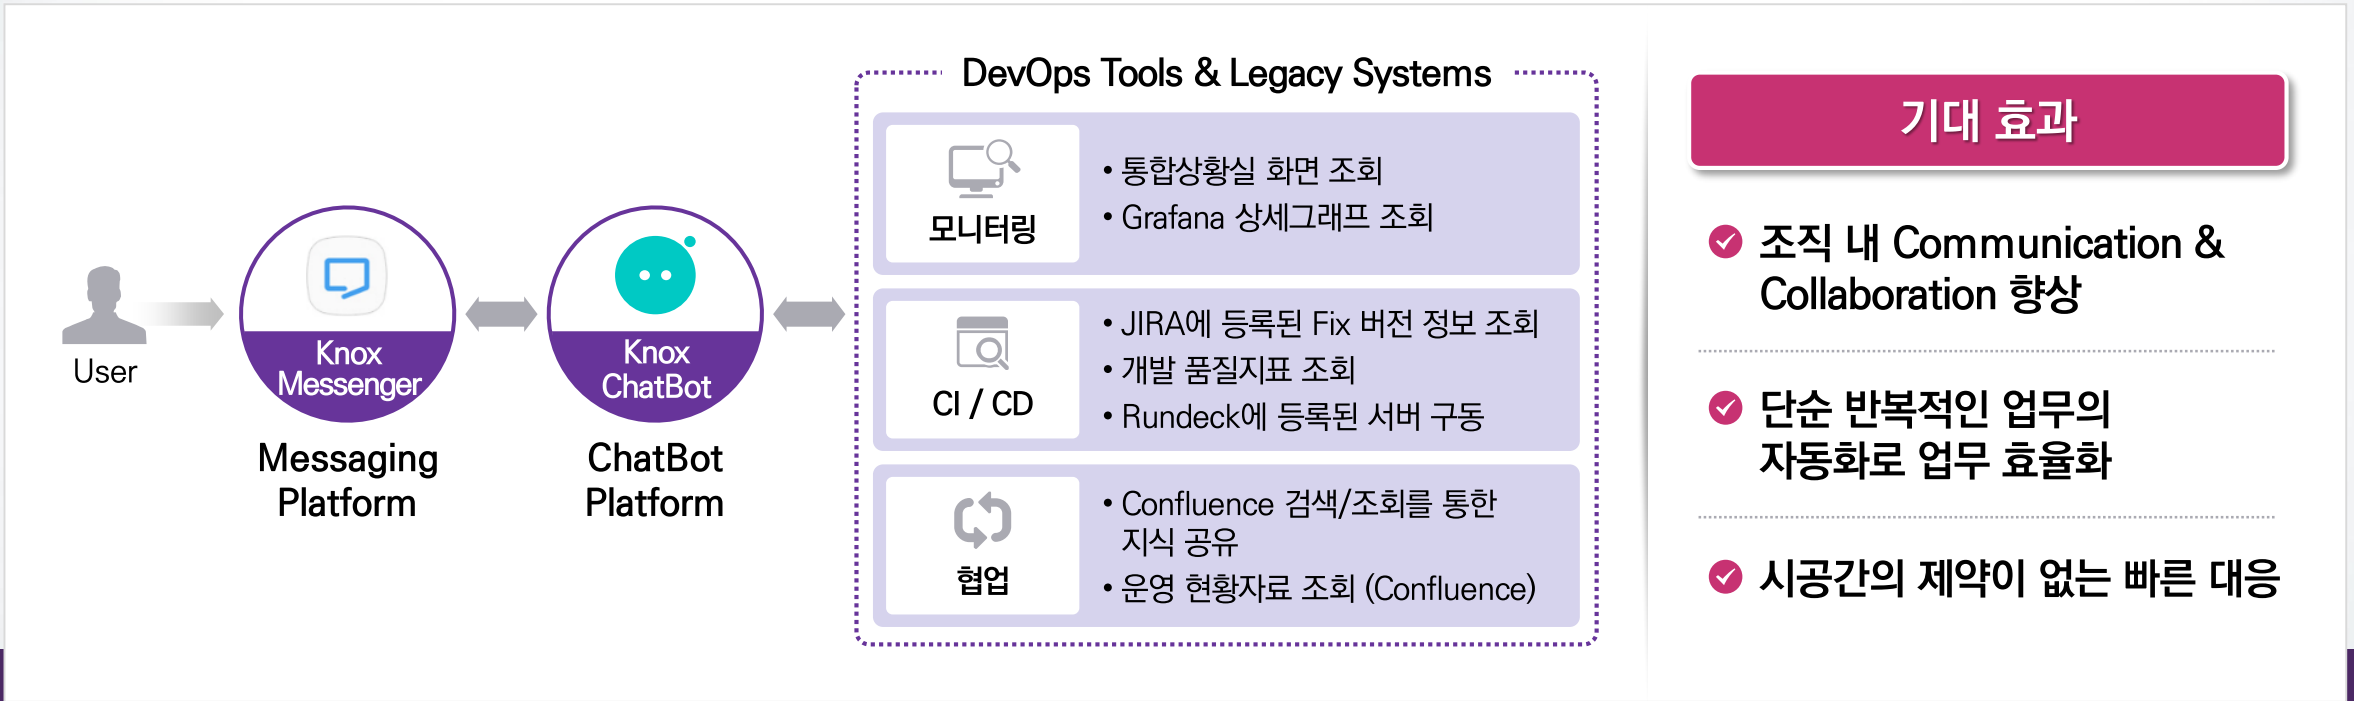 User
Knox
Messenger
Messaging
Platform
Knox
ChatBot
ChatBot
Platform
DevOps Tools & Legacy Systems
모니터링
• 통합상황실 화면 조회
• Grafana 상세그래프 조회
CI / CD
• JIRA에 등록된 Fix 버전 정보 조회
• 개발 품질지표 조회
• Rundeck에 등록된 서버 구동
협업
• Confluence 검색/조회를 통한
지식 공유
• 운영 현황자료 조회 (Confluence)
기대 효과
조직 내 Communication &
Collaboration 향상
단순 반복적인 업무의
자동화로 업무 효율화
시공간의 제약이 없는 빠른 대응